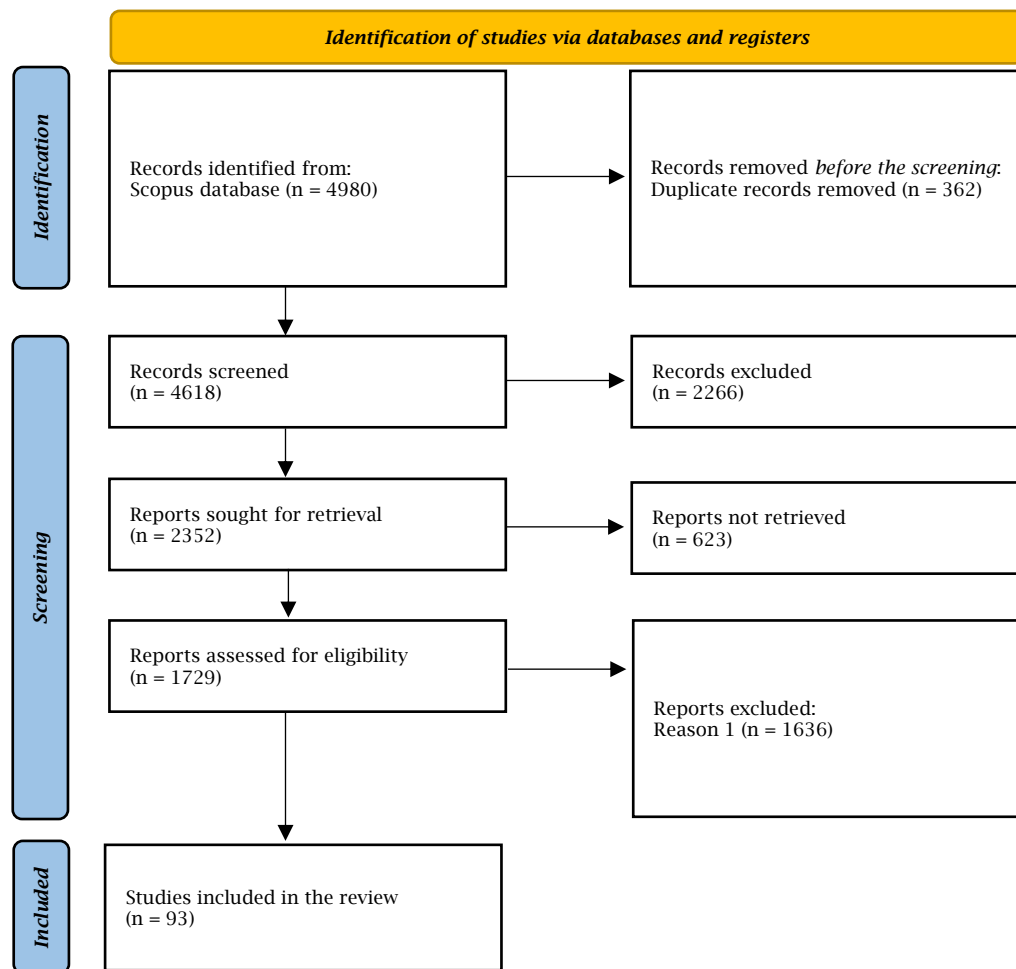 Identification of studies via databases and registers
Identification
Records identified from:
Scopus database (n = 4980)
Records removed before the screening:
Duplicate records removed (n = 362)
Screening
Records screened
(n = 4618)
Records excluded
(n = 2266)
Reports sought for retrieval
(n = 2352)
Reports not retrieved
(n = 623)
Reports assessed for eligibility
(n = 1729)
Reports excluded:
Reason 1 (n = 1636)
Included
Studies included in the review
(n = 93)